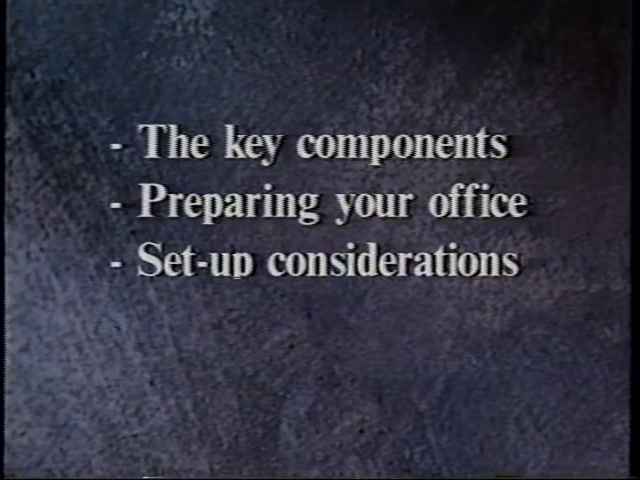 - The key components
- Preparing your office
- Set-up considerations